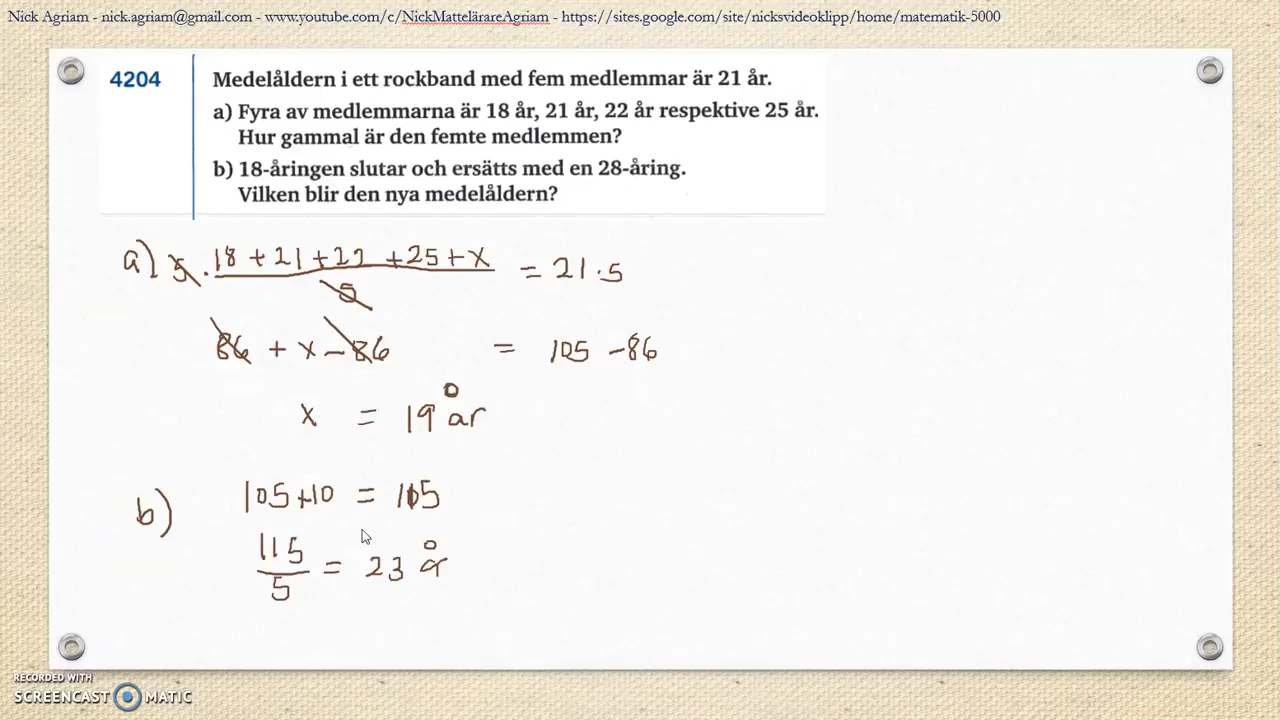 Nick Agriam - nick.agriam@gmail.com - www.youtube.com/c/NickMattelärareAgriam - https://sites.google.com/site/nicksvideoklipp/home/matematik-5000
4204 Medelåldern i ett rockband med fem medlemmar är 21 år.
a) Fyra av medlemmarna är 18 år, 21 år, 22 år respektive 25 år.
Hur gammal är den femte medlemmen?
b) 18-åringen slutar och ersätts med en 28-åring.
Vilken blir den nya medelåldern?
a) 5 · 18 + 21 + 22 + 25 + x = 21 · 5
5
86 + x - 86 = 105 - 86
x = 19 år
b) 105 + 10 = 115
115
5
= 23 år
RECORDED WITH
SCREENCAST MATIC